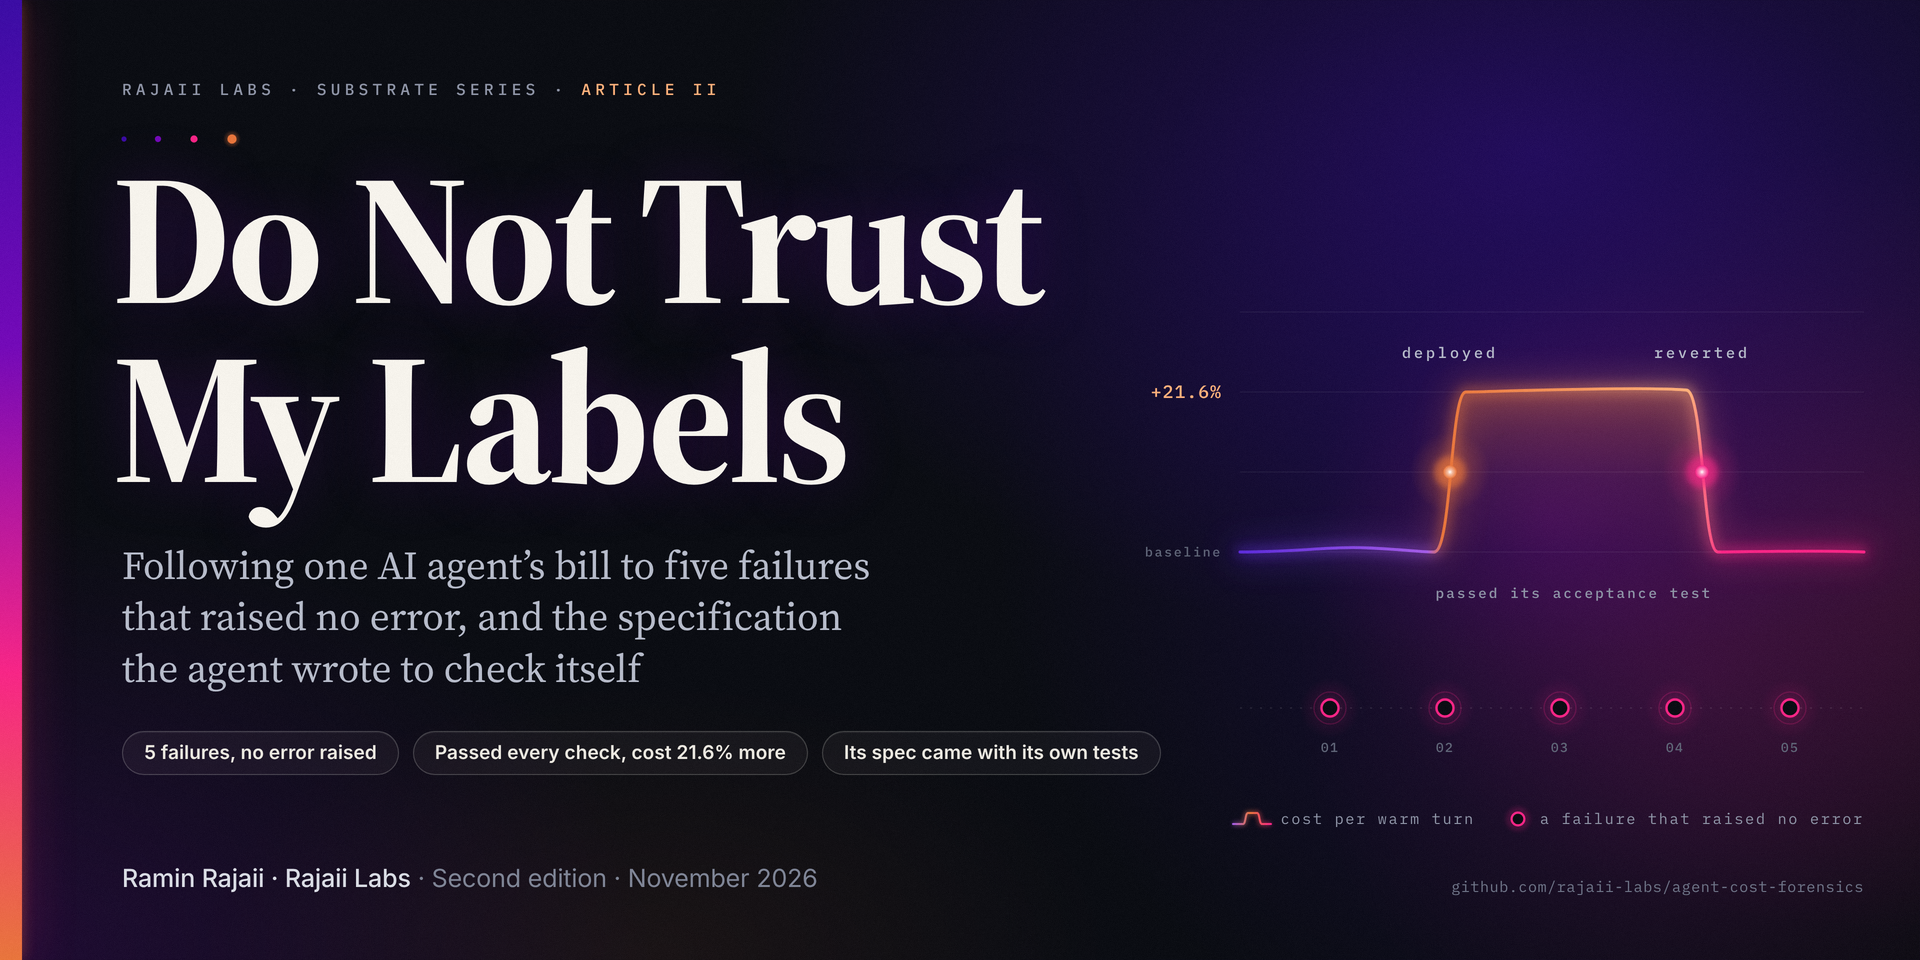 RAJAII LABS · SUBSTRATE SERIES · ARTICLE II
Do Not Trust
My Labels
Following one AI agent’s bill to five failures
that raised no error, and the specification
the agent wrote to check itself
5 failures, no error raised
Passed every check, cost 21.6% more
Its spec came with its own tests
Ramin Rajaii · Rajaii Labs · Second edition · November 2026
deployed
reverted
+21.6%
baseline
passed its acceptance test
01
02
03
04
05
cost per warm turn
a failure that raised no error
github.com/rajaii-labs/agent-cost-forensics